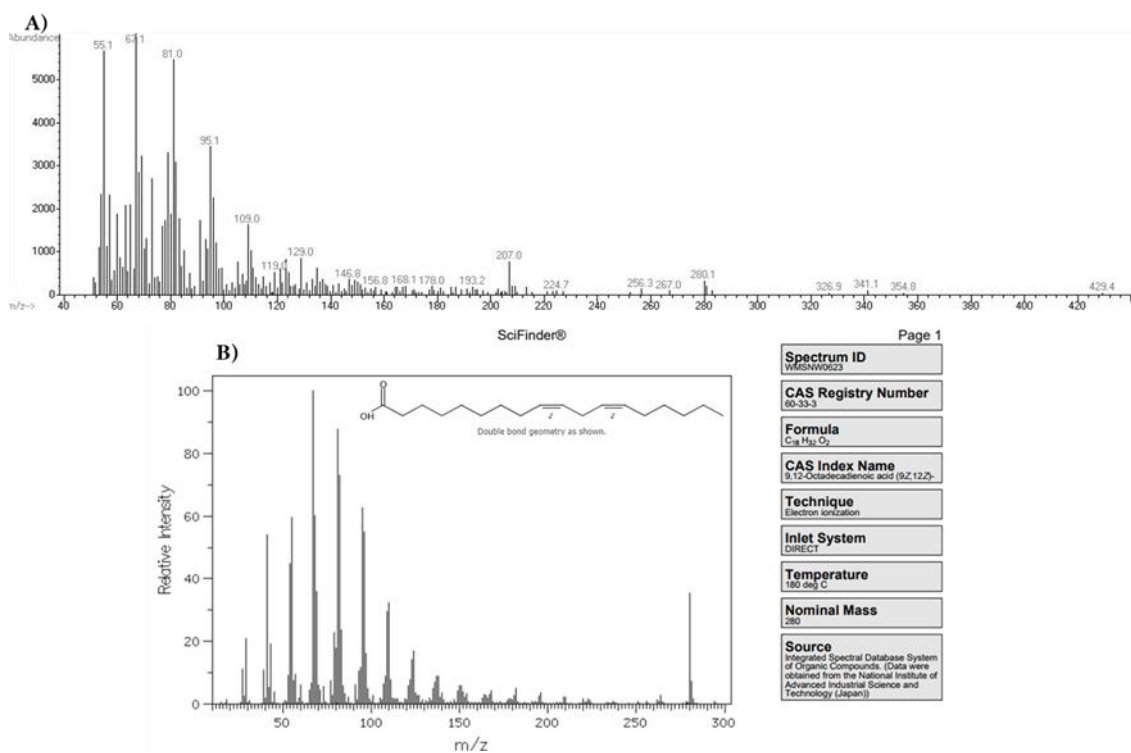 A)
Abundance
55.1
67.1
81.0
95.1
109.0
119.0
129.0
146.8
156.8
168.1
178.0
193.2
207.0
224.7
256.3
267.0
280.1
326.9
341.1
354.8
429.4
5000
4000
3000
2000
1000
0
m/z-->
40 60 80 100 120 140 160 180 200 220 240 260 280 300 320 340 360 380 400 420
SciFinder®
Page 1
B)
100
80
60
40
20
0
Relative Intensity
O
OH
Z
Z
Double bond geometry as shown.
50 100 150 200 250 300
m/z
Spectrum ID
WMSNW0623
CAS Registry Number
60-33-3
Formula
C18 H32 O2
CAS Index Name
9,12-Octadecadienoic acid (9Z,12Z)-
Technique
Electron ionization
Inlet System
DIRECT
Temperature
180 deg C
Nominal Mass
280
Source
Integrated Spectral Database System
of Organic Compounds. (Data were
obtained from the National Institute of
Advanced Industrial Science and
Technology (Japan))